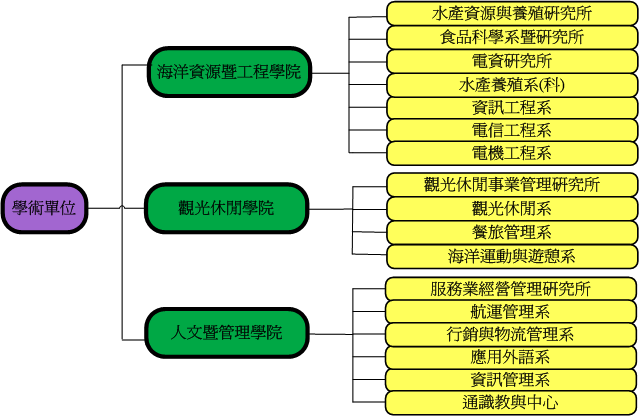 學術單位
海洋資源暨工程學院
水產資源與養殖研究所
食品科學系暨研究所
電資研究所
水產養殖系(科)
資訊工程系
電信工程系
電機工程系
觀光休閒學院
觀光休閒事業管理研究所
觀光休閒系
餐旅管理系
海洋運動與遊憩系
人文暨管理學院
服務業經營管理研究所
航運管理系
行銷與物流管理系
應用外語系
資訊管理系
通識教與中心